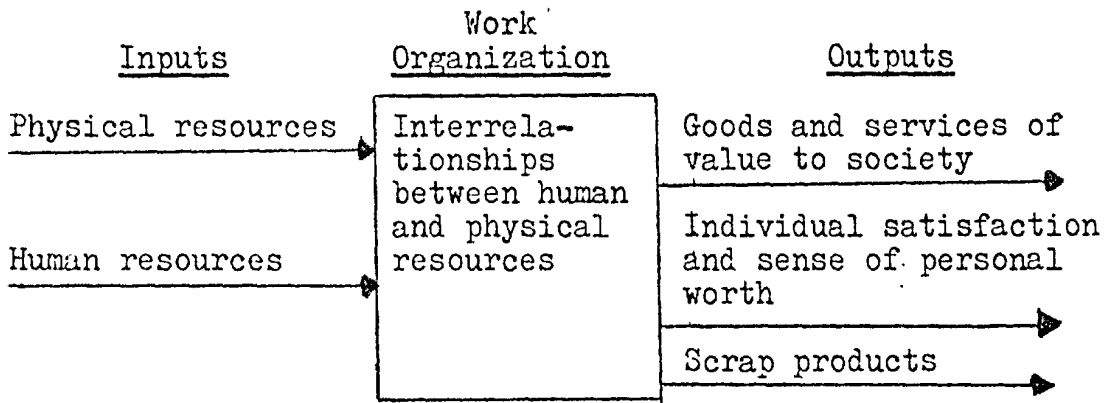 Inputs
Work
Organization
Outputs
Physical resources
Human resources
Interrela-
tionships
between human
and physical
resources
Goods and services of
value to society
Individual satisfaction
and sense of personal
worth
Scrap products